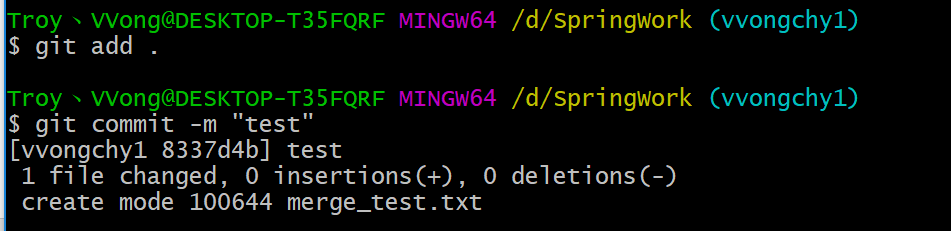 Troy丶VVong@DESKTOP-T35FQRF MINGW64 /d/SpringWork (vvongchy1)
$ git add .
Troy丶VVong@DESKTOP-T35FQRF MINGW64 /d/SpringWork (vvongchy1)
$ git commit -m "test"
[vvongchy1 8337d4b] test
1 file changed, 0 insertions(+), 0 deletions(-)
create mode 100644 merge_test.txt